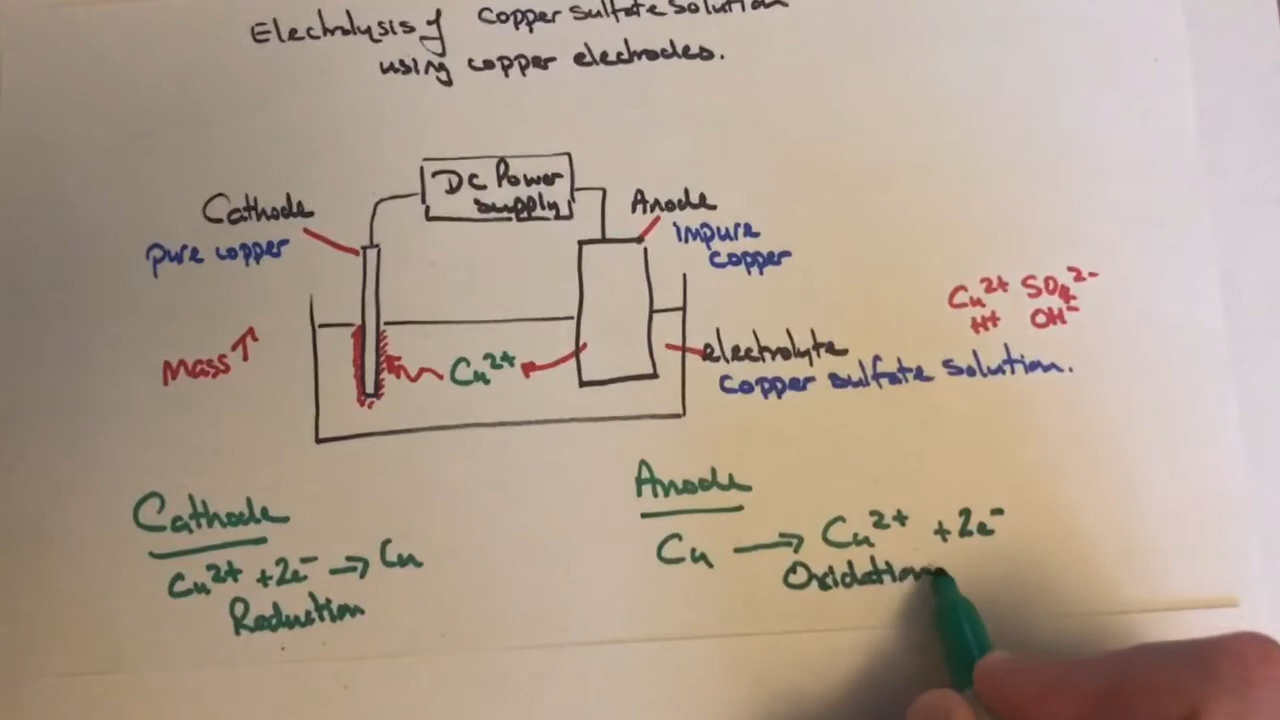 Electrolysis of Copper sulfate solution
using copper electrodes.
DC Power
supply
Cathode
pure copper
Anode
impure
copper
Cu²⁺ SO₄²⁻
H⁺ OH⁻
Mass↑
Cu²⁺
electrolyte
copper sulfate solution.
Cathode
Cu²⁺ +2e⁻ → Cu
Reduction
Anode
Cu → Cu²⁺ +2e⁻
Oxidation